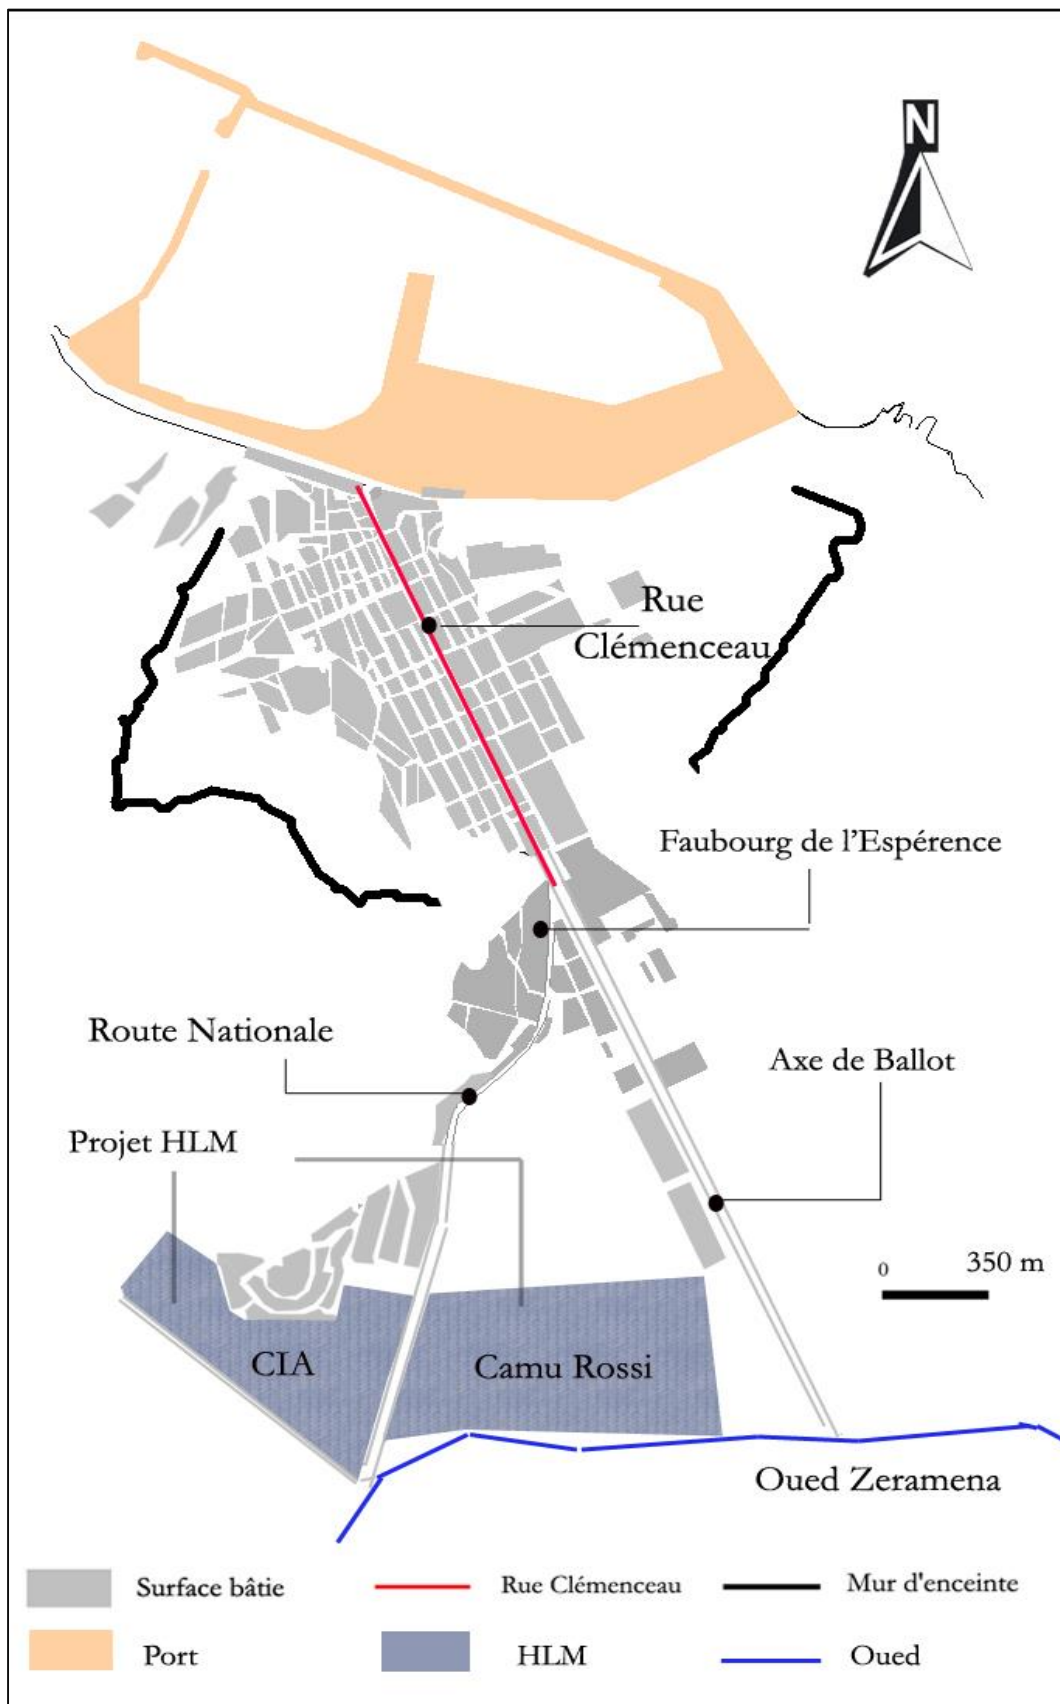 N
Rue
Clémenceau
Faubourg de l'Espérence
Route Nationale
Axe de Ballot
Projet HLM
0 350 m
CIA
Camu Rossi
Oued Zeramena
Surface bâtie
Rue Clémenceau
Mur d'enceinte
Port
HLM
Oued